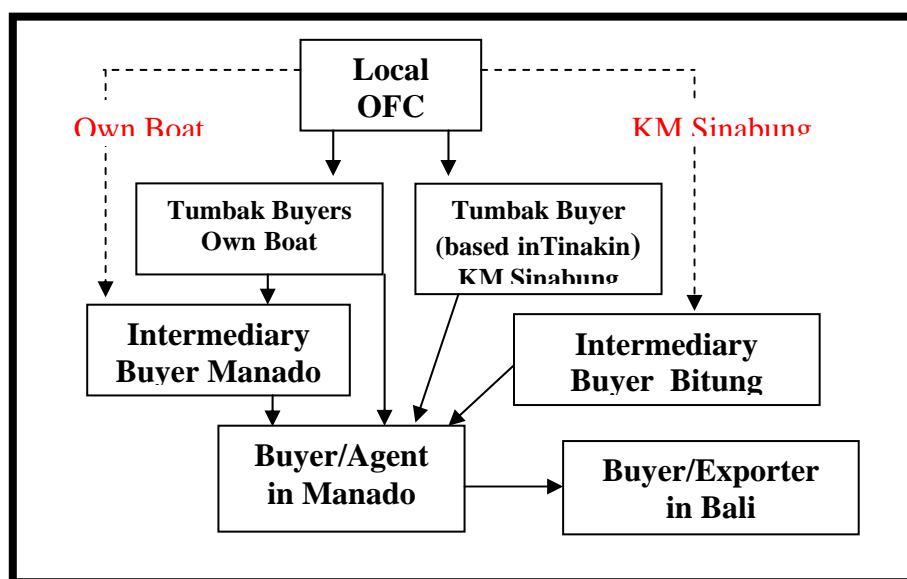 Local
OFC
Own Boat
KM Sinabung
Tumbak Buyers
Own Boat
Tumbak Buyer
(based inTinakin)
KM Sinabung
Intermediary
Buyer Manado
Intermediary
Buyer Bitung
Buyer/Agent
in Manado
Buyer/Exporter
in Bali